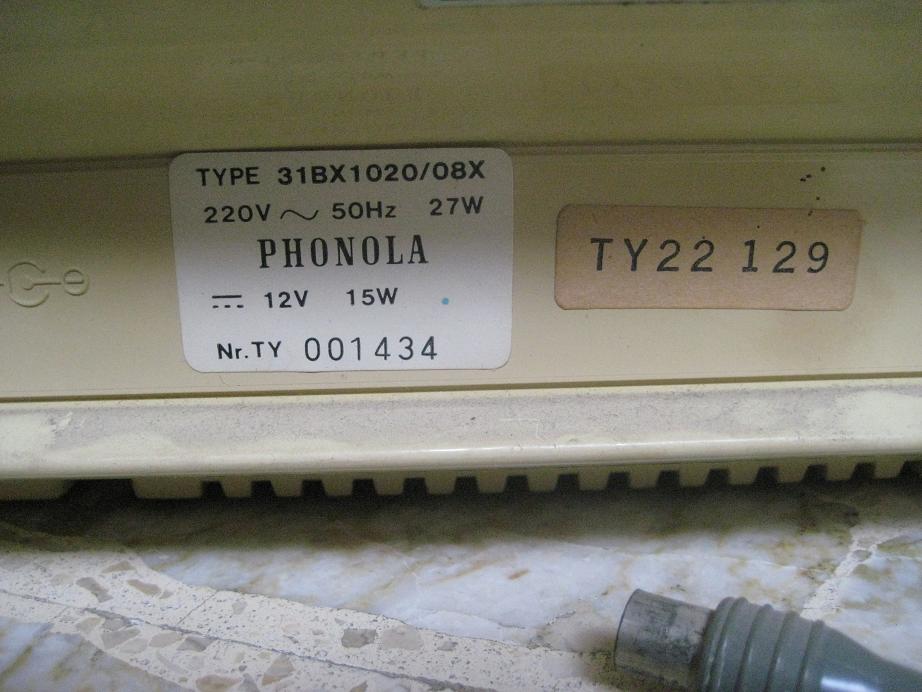 TYPE 31BX1020/08X
220V ~ 50Hz 27W
PHONOLA
⎓ 12V 15W
Nr.TY 001434
TY22 129